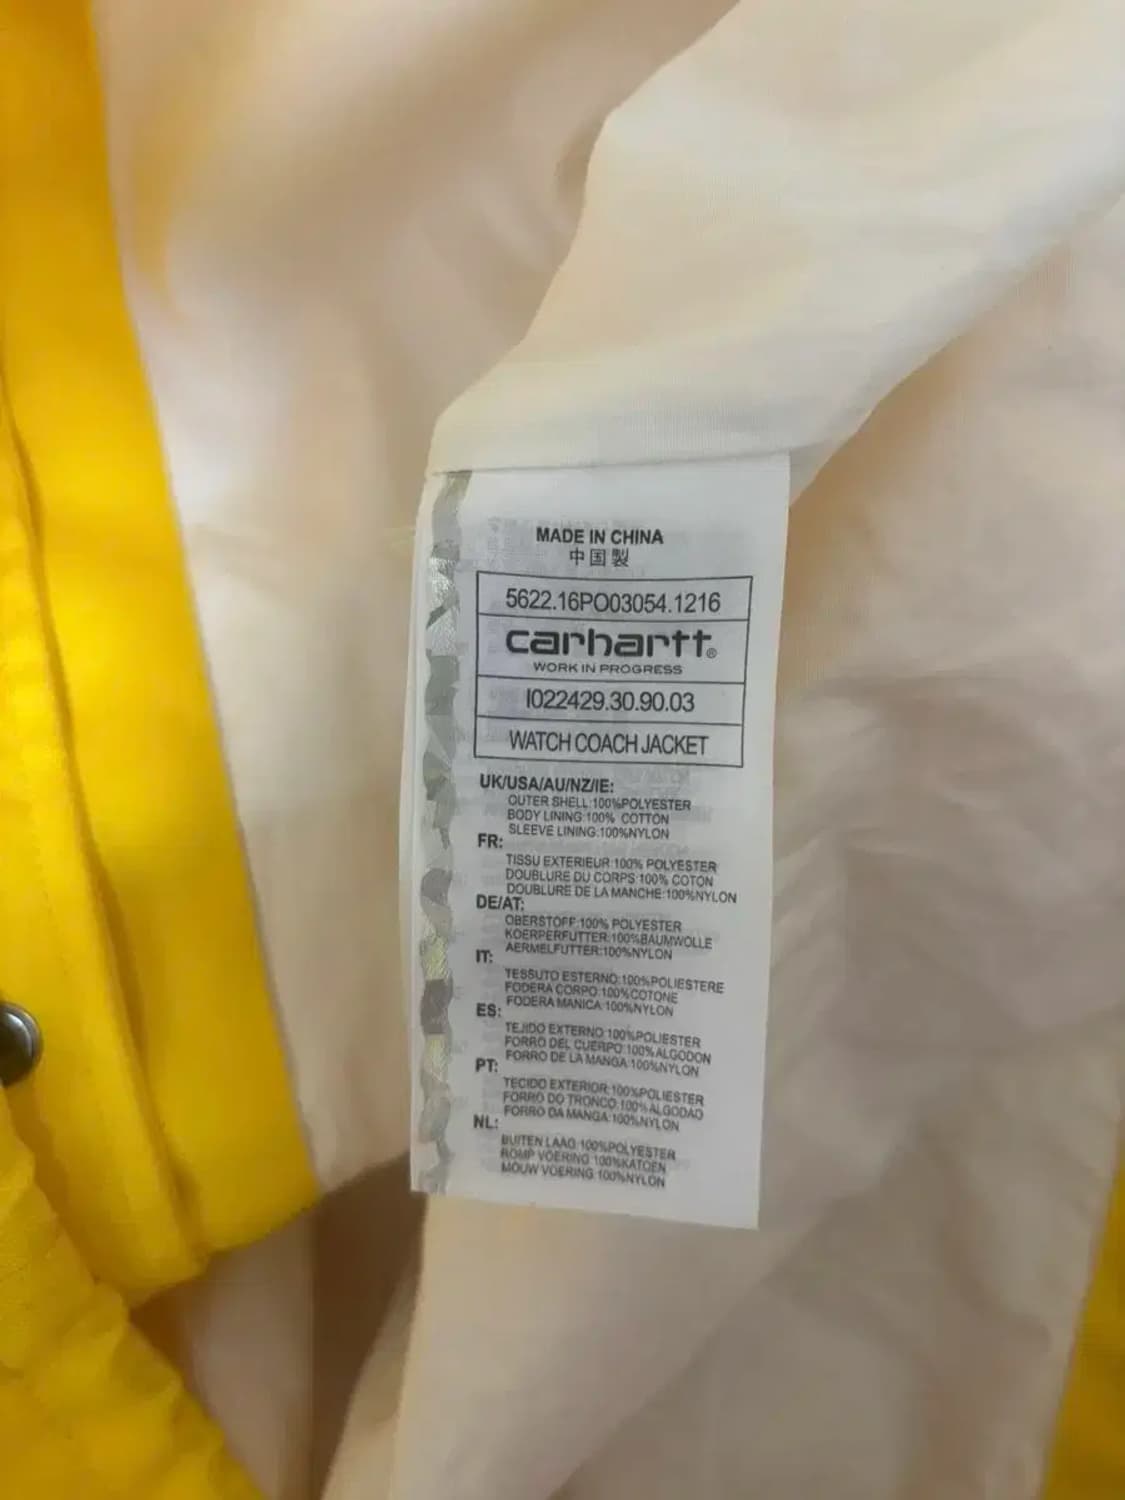 MADE IN CHINA
中国製
5622.16PO03054.1216
carhartt®
WORK IN PROGRESS
I022429.30.90.03
WATCH COACH JACKET
UK/USA/AU/NZ/IE:
OUTER SHELL:100%POLYESTER
BODY LINING:100% COTTON
SLEEVE LINING:100%NYLON
FR:
TISSU EXTERIEUR:100% POLYESTER
DOUBLURE DU CORPS:100% COTON
DOUBLURE DE LA MANCHE:100%NYLON
DE/AT:
OBERSTOFF:100% POLYESTER
KOERPERFUTTER:100%BAUMWOLLE
AERMELFUTTER:100%NYLON
IT:
TESSUTO ESTERNO:100%POLIESTERE
FODERA CORPO:100%COTONE
FODERA MANICA:100%NYLON
ES:
TEJIDO EXTERNO:100%POLIESTER
FORRO DEL CUERPO:100%ALGODON
FORRO DE LA MANGA:100%NYLON
PT:
TECIDO EXTERIOR:100%POLIESTER
FORRO DO TRONCO:100%ALGODAO
FORRO DA MANGA:100%NYLON
NL:
BUITEN LAAG:100%POLYESTER
ROMP VOERING:100%KATOEN
MOUW VOERING:100%NYLON